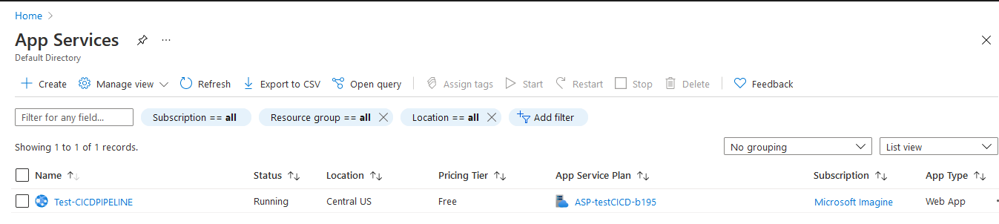 Home
App Services
Default Directory
Create Manage view Refresh Export to CSV Open query Assign tags Start Restart Stop Delete Feedback
Filter for any field... Subscription == all Resource group == all Location == all Add filter
Showing 1 to 1 of 1 records. No grouping List view
Name Status Location Pricing Tier App Service Plan Subscription App Type
Test-CICDPIPELINE Running Central US Free ASP-testCICD-b195 Microsoft Imagine Web App